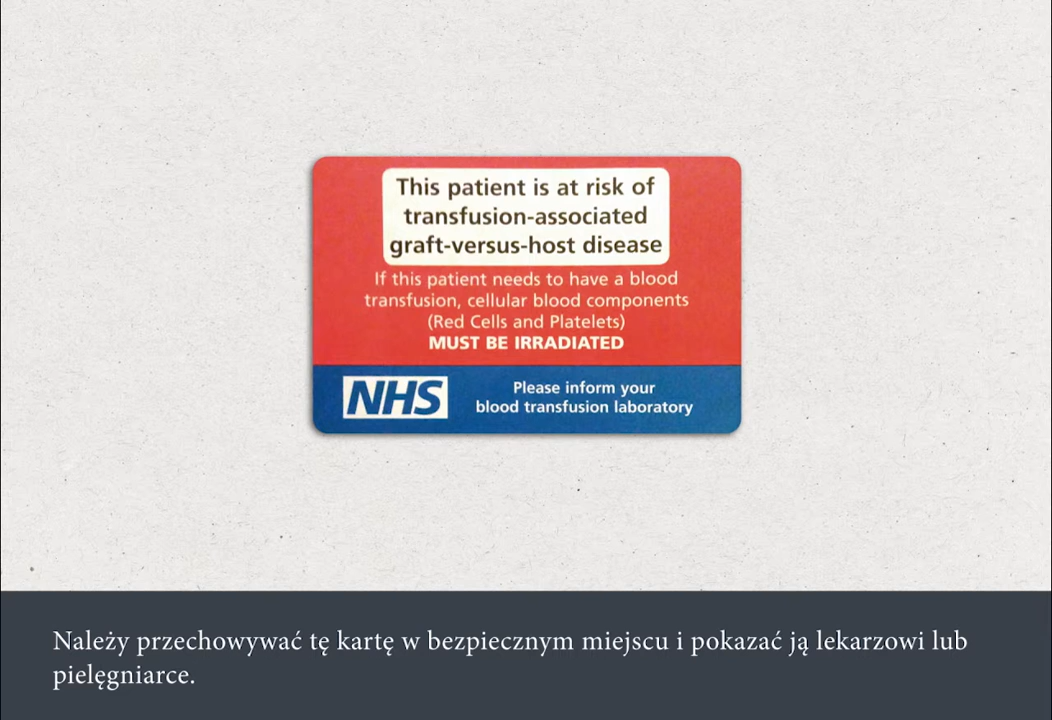 This patient is at risk of
transfusion-associated
graft-versus-host disease
If this patient needs to have a blood
transfusion, cellular blood components
(Red Cells and Platelets)
MUST BE IRRADIATED
NHS
Please inform your
blood transfusion laboratory
Należy przechowywać tę kartę w bezpiecznym miejscu i pokazać ją lekarzowi lub
pielęgniarce.